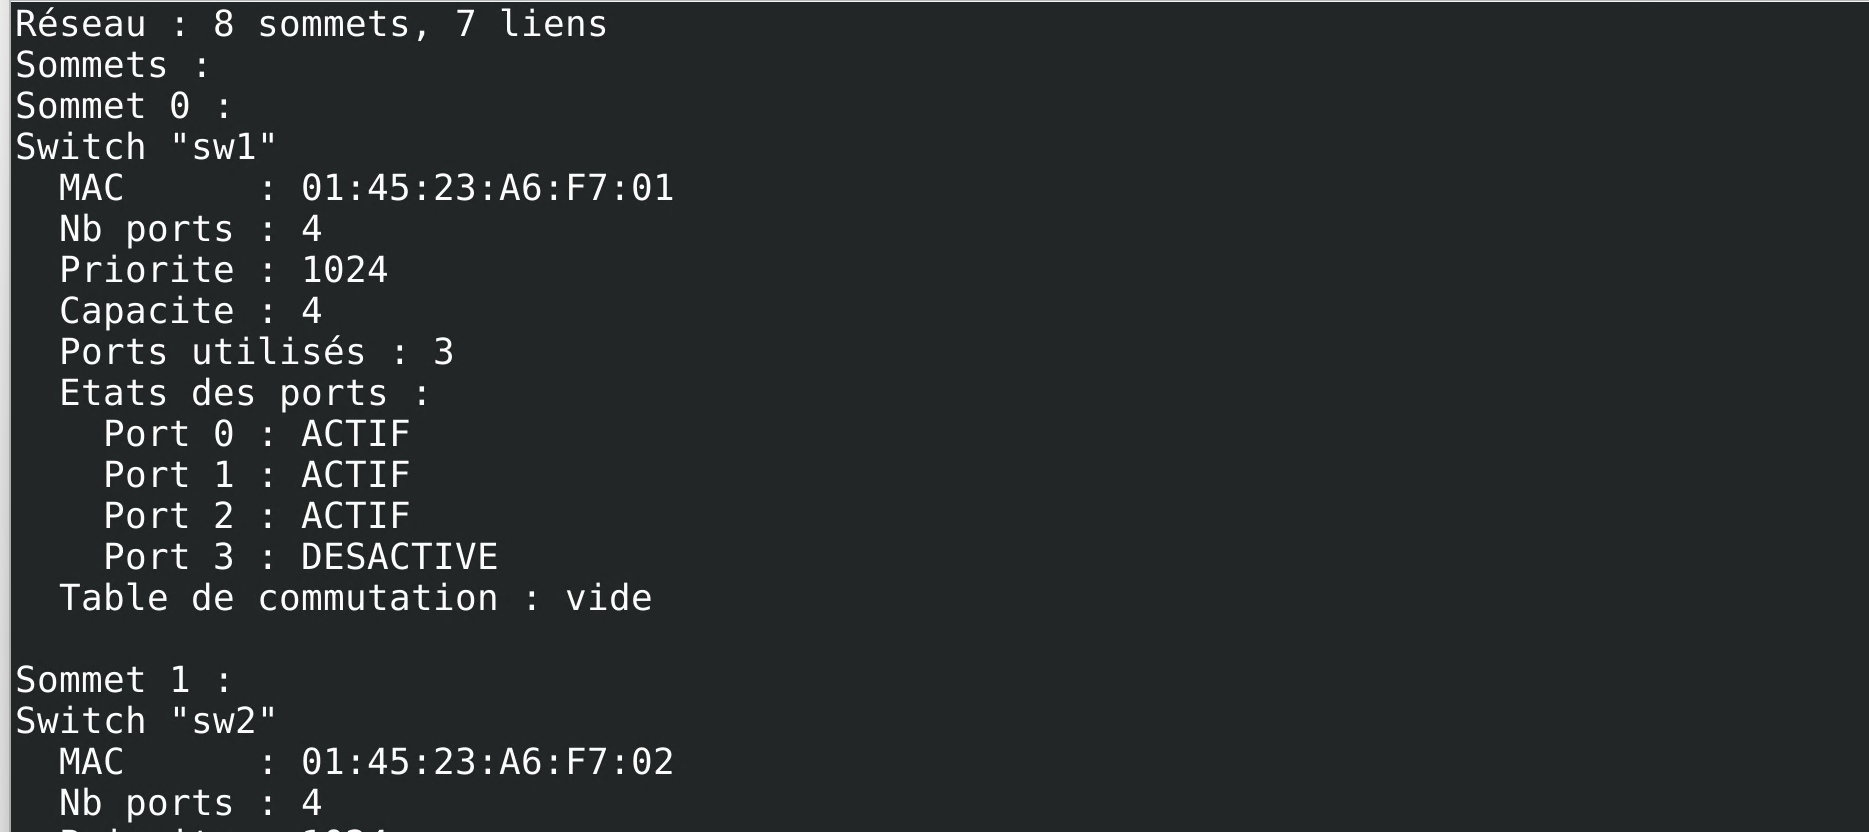 Réseau : 8 sommets, 7 liens
Sommets :
Sommet 0 :
Switch "sw1"
  MAC      : 01:45:23:A6:F7:01
  Nb ports : 4
  Priorite : 1024
  Capacite : 4
  Ports utilisés : 3
  Etats des ports :
    Port 0 : ACTIF
    Port 1 : ACTIF
    Port 2 : ACTIF
    Port 3 : DESACTIVE
  Table de commutation : vide

Sommet 1 :
Switch "sw2"
  MAC      : 01:45:23:A6:F7:02
  Nb ports : 4